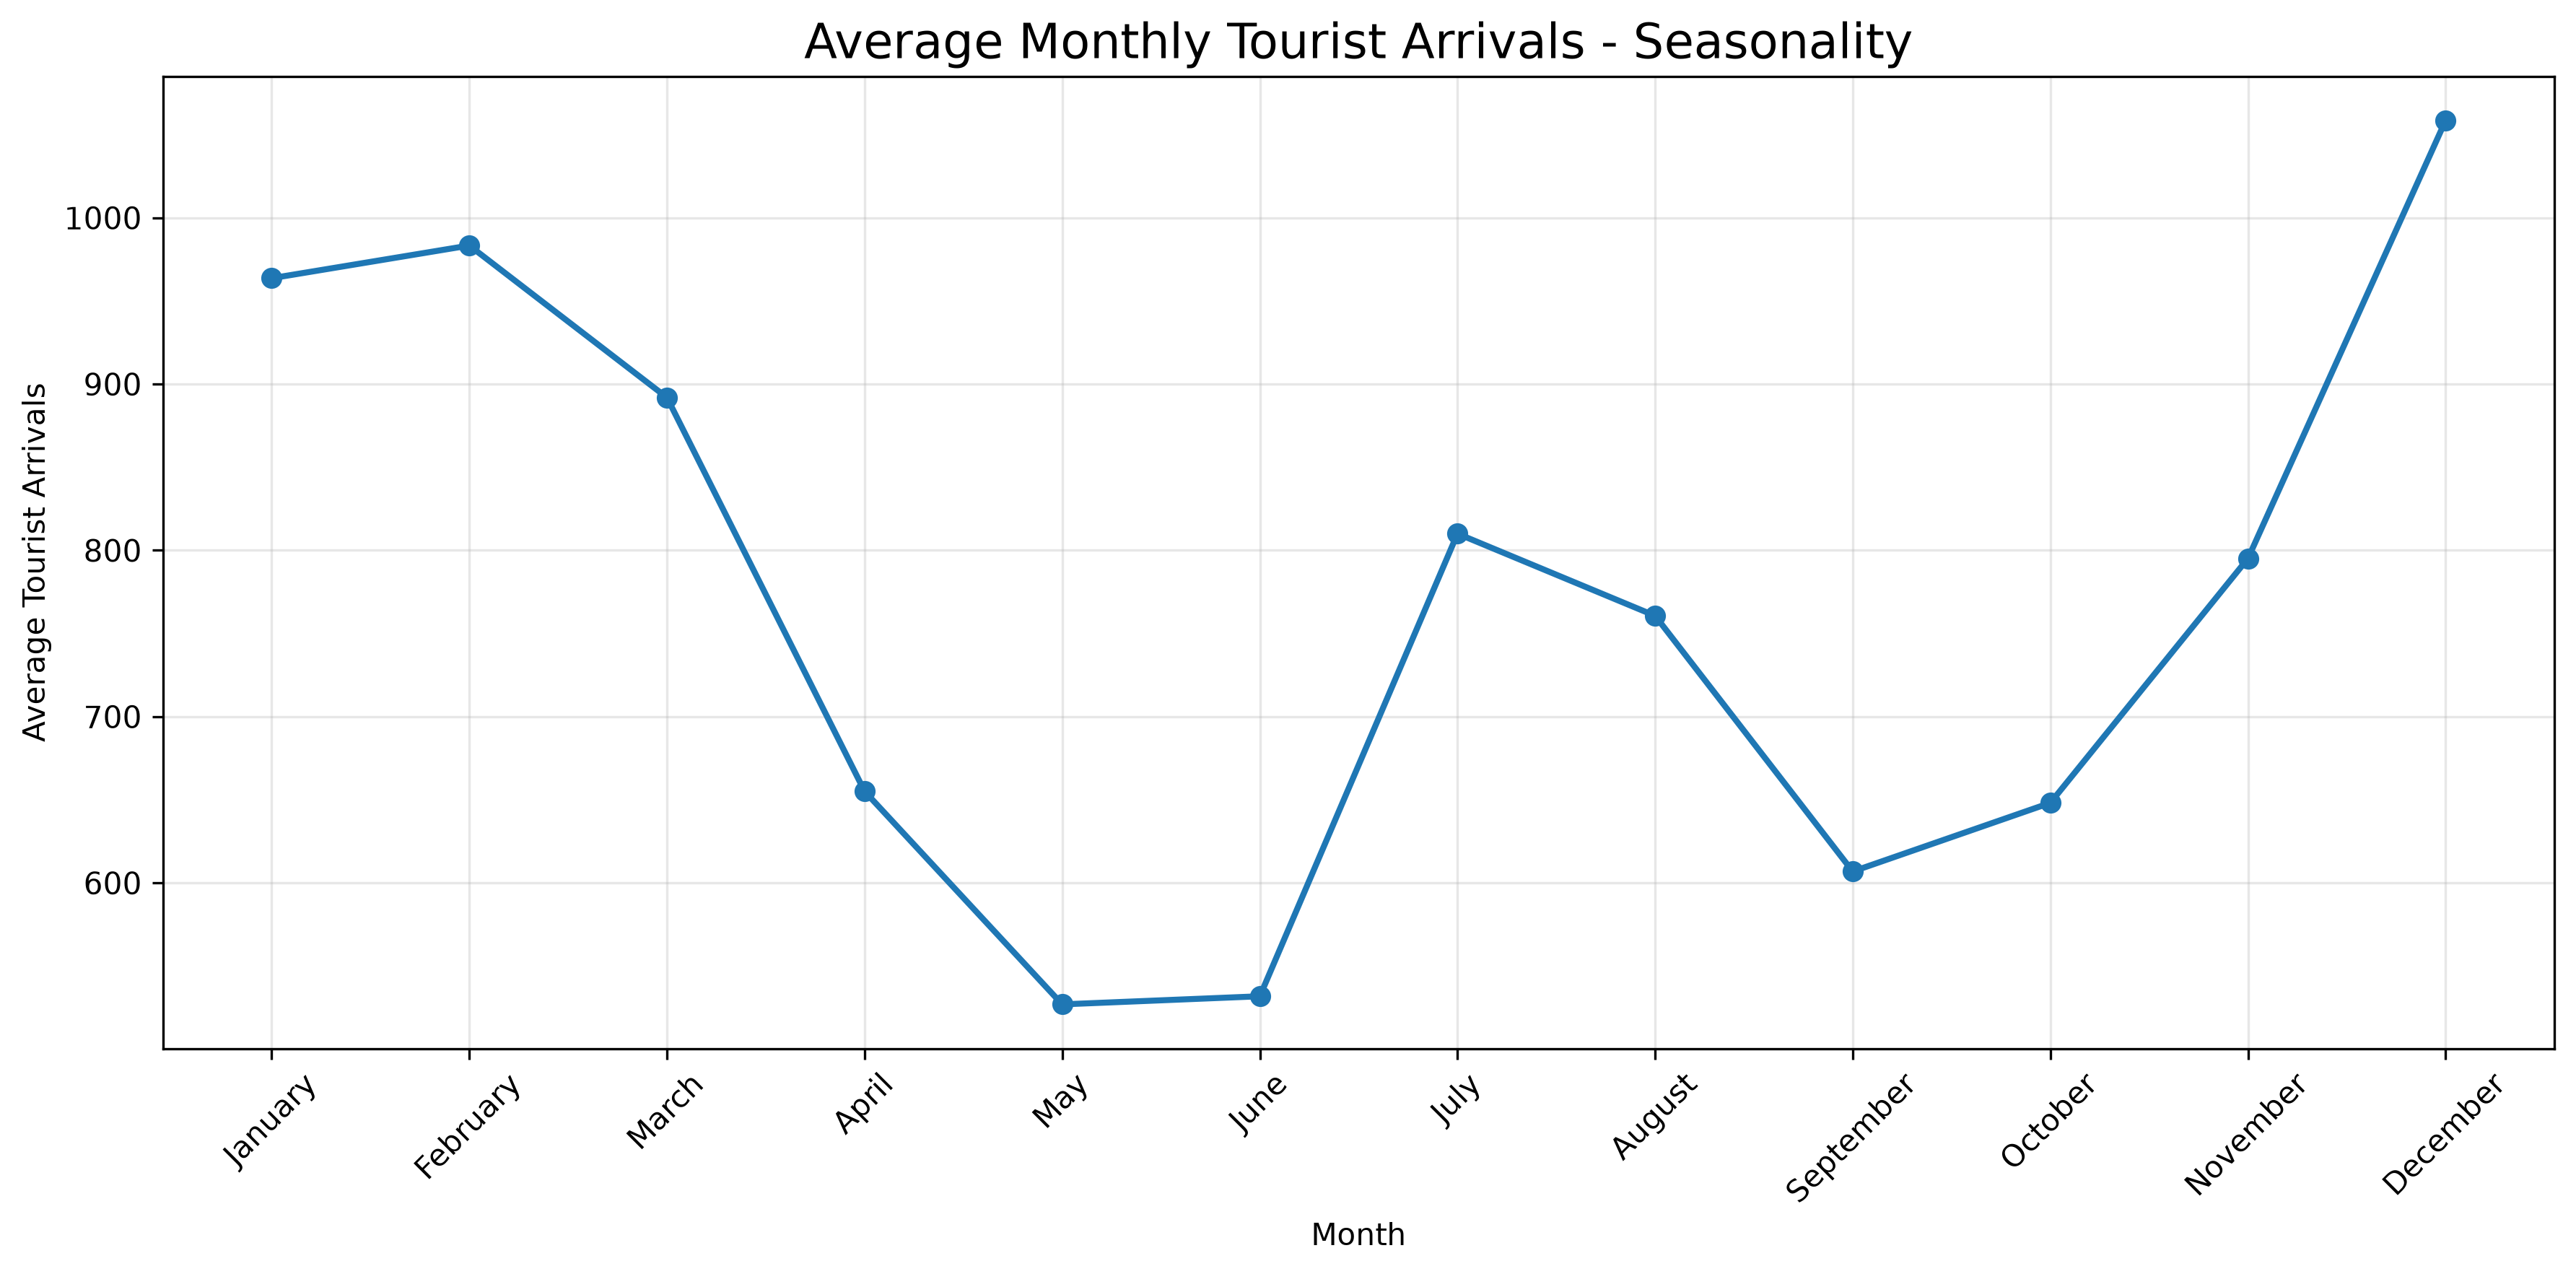 Average Monthly Tourist Arrivals - Seasonality
Average Tourist Arrivals
1000
900
800
700
600
January
February
March
April
May
June
July
August
September
October
November
December
Month